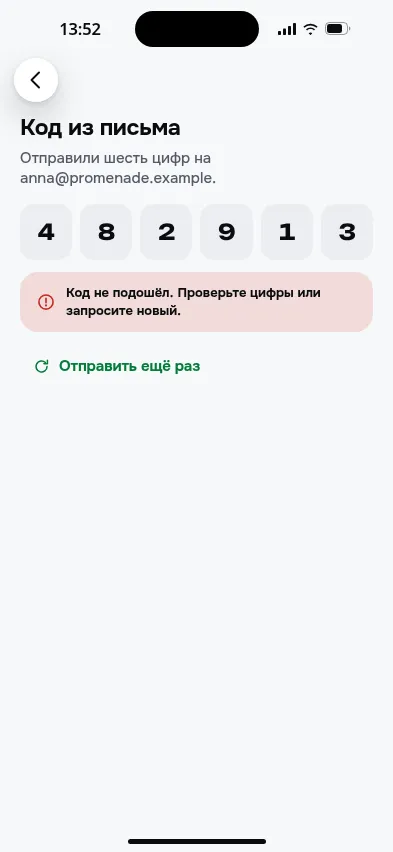 13:52
Код из письма
Отправили шесть цифр на
anna@promenade.example.
4 8 2 9 1 3
Код не подошёл. Проверьте цифры или
запросите новый.
Отправить ещё раз